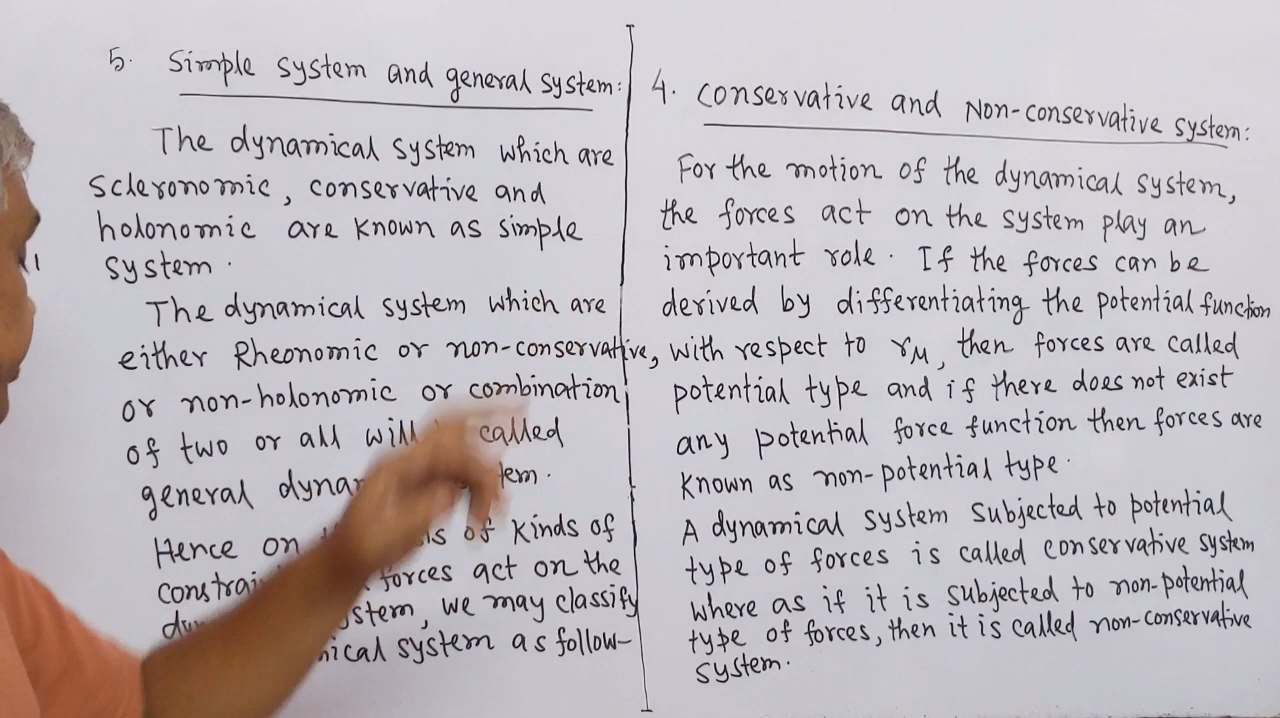 5. Simple system and general system:
The dynamical system which are
scleronomic, conservative and
holonomic are known as simple
system.
The dynamical system which are
either Rheonomic or non-conservative,
or non-holonomic or combination
of two or all will called
general
Hence on of kinds of
forces act on the
we may classify
system as follow-
4. Conservative and Non-conservative system:
For the motion of the dynamical system,
the forces act on the system play an
important role. If the forces can be
derived by differentiating the potential function
with respect to rμ, then forces are called
potential type and if there does not exist
any potential force function then forces are
known as non-potential type.
A dynamical system subjected to potential
type of forces is called conservative system
where as if it is subjected to non-potential
type of forces, then it is called non-conservative
system.